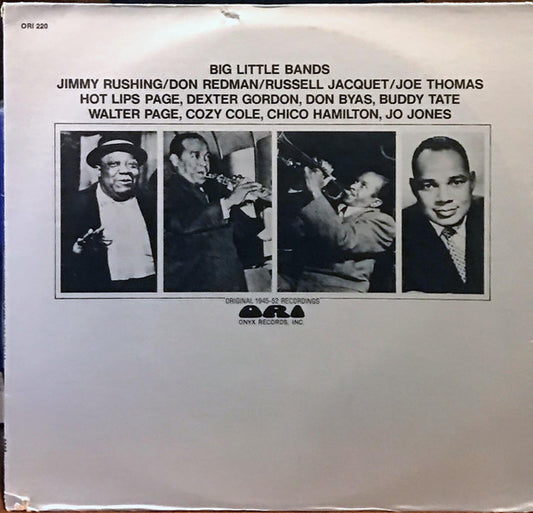 ORI 220
BIG LITTLE BANDS
JIMMY RUSHING/DON REDMAN/RUSSELL JACQUET/JOE THOMAS
HOT LIPS PAGE, DEXTER GORDON, DON BYAS, BUDDY TATE
WALTER PAGE, COZY COLE, CHICO HAMILTON, JO JONES
ORIGINAL 1945-52 RECORDINGS
ORI
ONYX RECORDS, INC.